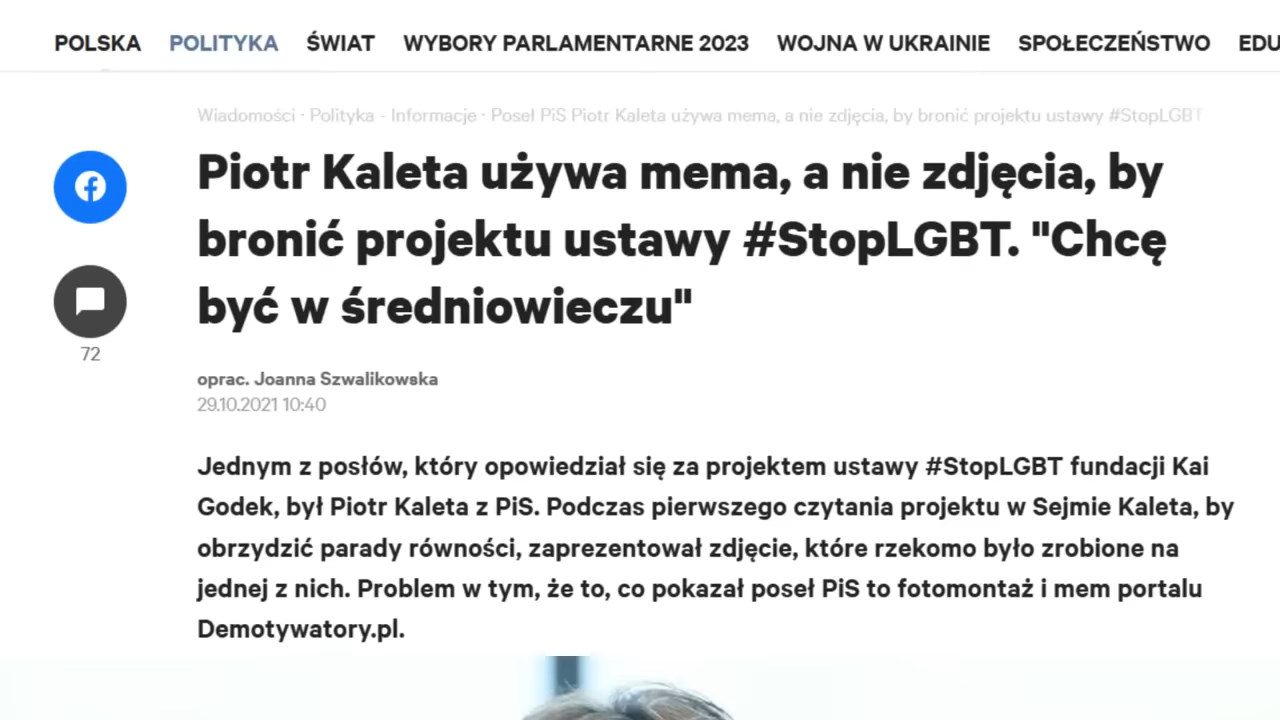 POLSKA POLITYKA ŚWIAT WYBORY PARLAMENTARNE 2023 WOJNA W UKRAINIE SPOŁECZEŃSTWO EDU
Wiadomości · Polityka - Informacje · Poseł PiS Piotr Kaleta używa mema, a nie zdjęcia, by bronić projektu ustawy #StopLGBT
Piotr Kaleta używa mema, a nie zdjęcia, by
bronić projektu ustawy #StopLGBT. "Chcę
być w średniowieczu"
72
oprac. Joanna Szwalikowska
29.10.2021 10:40
Jednym z posłów, który opowiedział się za projektem ustawy #StopLGBT fundacji Kai
Godek, był Piotr Kaleta z PiS. Podczas pierwszego czytania projektu w Sejmie Kaleta, by
obrzydzić parady równości, zaprezentował zdjęcie, które rzekomo było zrobione na
jednej z nich. Problem w tym, że to, co pokazał poseł PiS to fotomontaż i mem portalu
Demotywatory.pl.